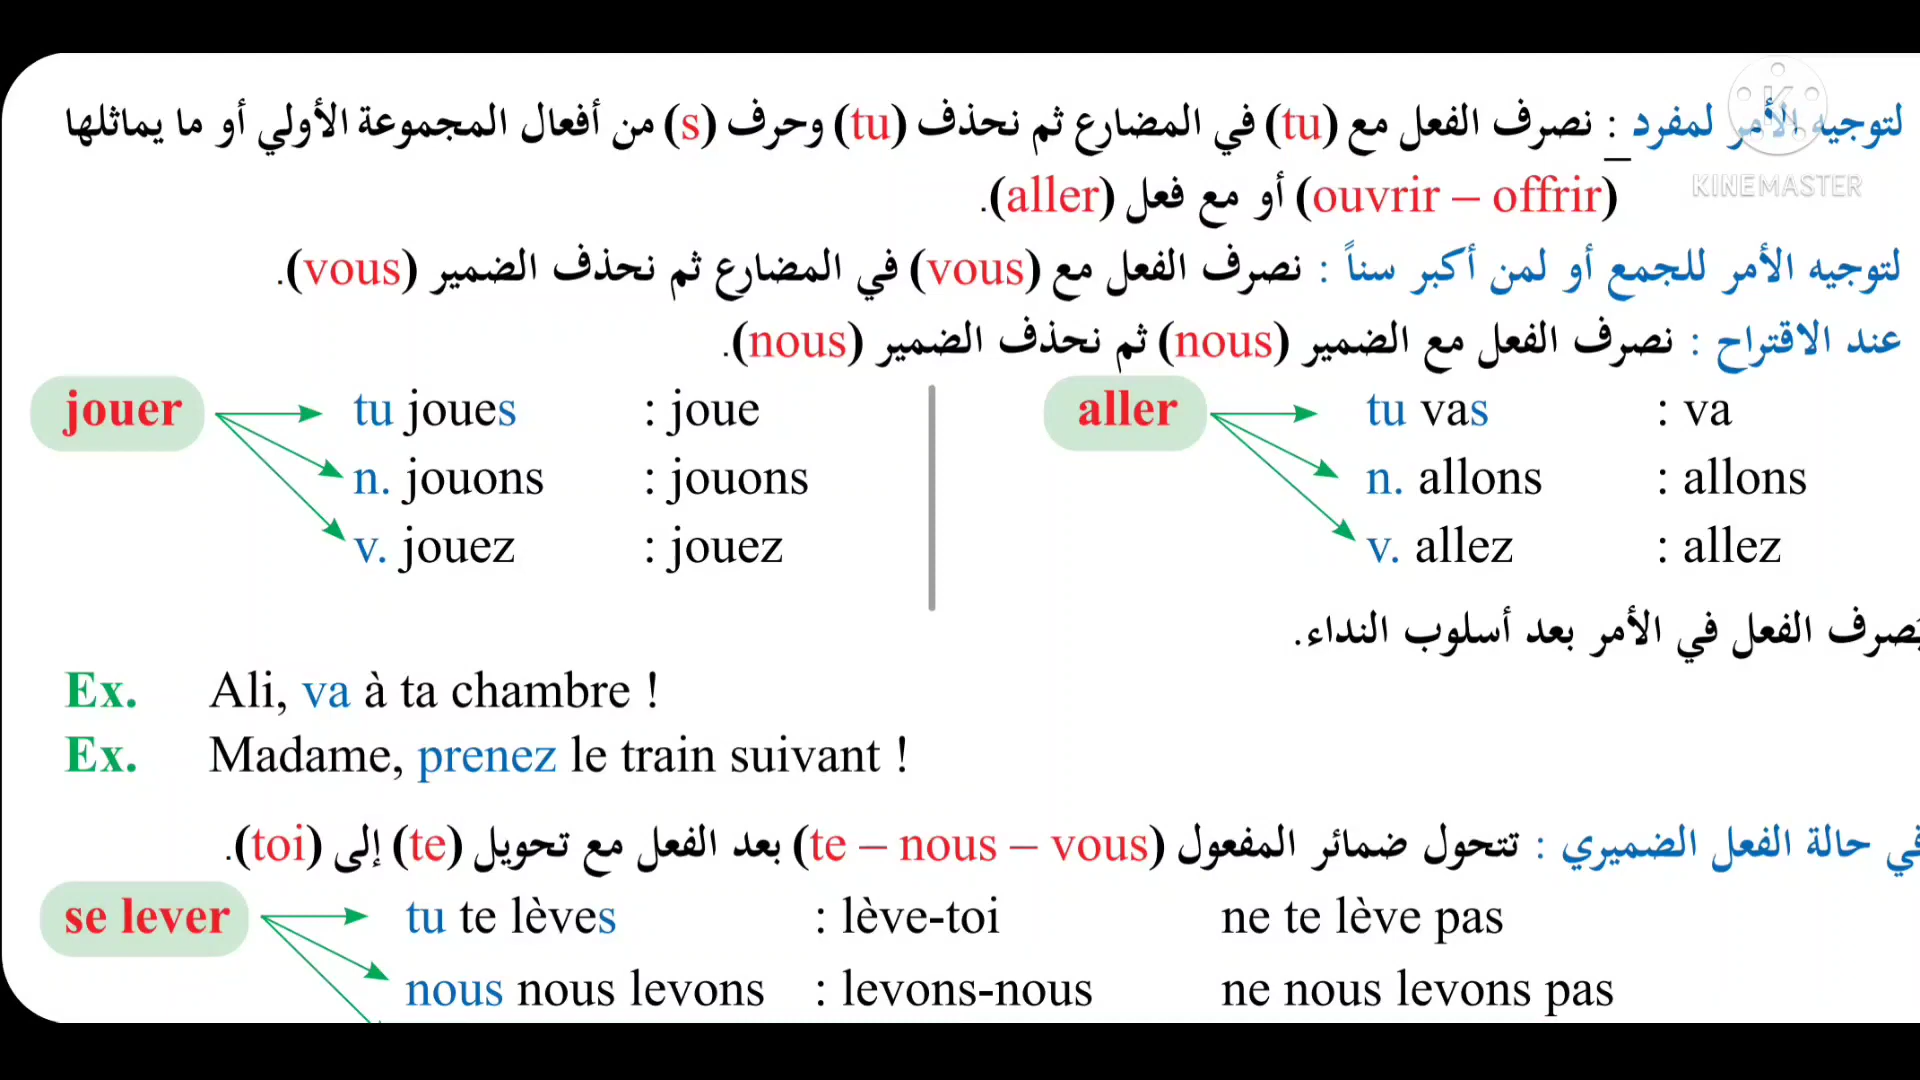 لتوجيه الأمر لمفرد : نصرف الفعل مع (tu) في المضارع ثم نحذف (tu) وحرف (s) من أفعال المجموعة الأولي أو ما يماثلها
(ouvrir – offrir) أو مع فعل (aller).
KINEMASTER
لتوجيه الأمر للجمع أو لمن أكبر سناً : نصرف الفعل مع (vous) في المضارع ثم نحذف الضمير (vous).
عند الاقتراح : نصرف الفعل مع الضمير (nous) ثم نحذف الضمير (nous).
jouer tu joues : joue
n. jouons : jouons
v. jouez : jouez
aller tu vas : va
n. allons : allons
v. allez : allez
يُصرف الفعل في الأمر بعد أسلوب النداء.
Ex. Ali, va à ta chambre !
Ex. Madame, prenez le train suivant !
في حالة الفعل الضميري : تتحول ضمائر المفعول (te – nous – vous) بعد الفعل مع تحويل (te) إلى (toi).
se lever tu te lèves : lève-toi ne te lève pas
nous nous levons : levons-nous ne nous levons pas